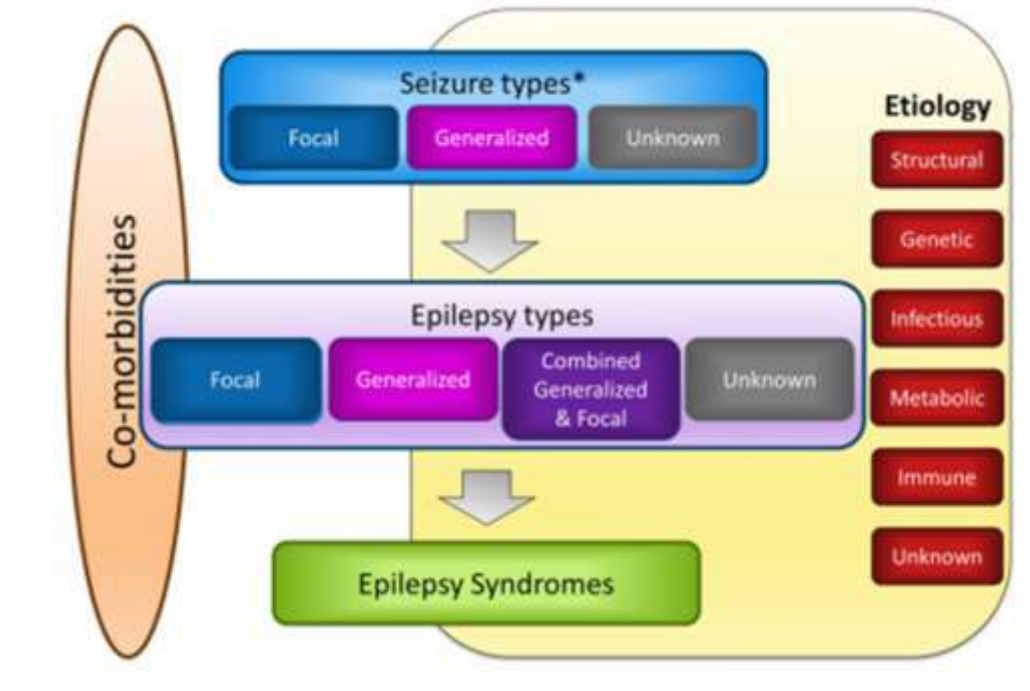 Seizure types*
Focal
Generalized
Unknown
Etiology
Structural
Genetic
Infectious
Metabolic
Immune
Unknown
Co-morbidities
Epilepsy types
Focal
Generalized
Combined
Generalized
& Focal
Unknown
Epilepsy Syndromes